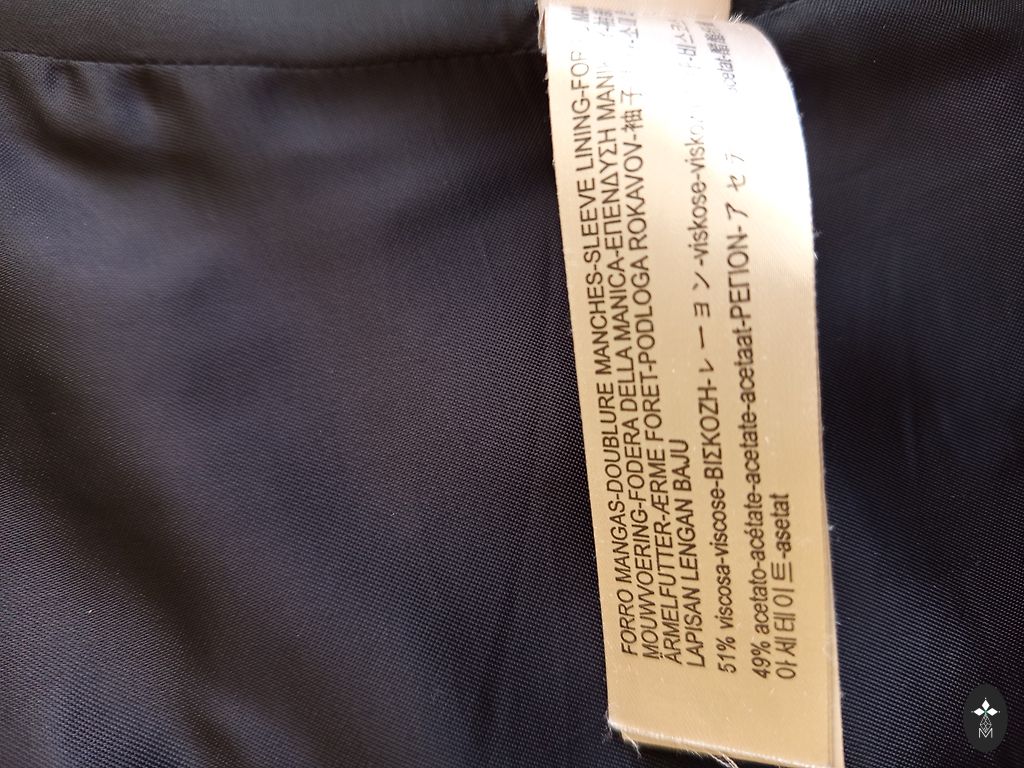 FORRO MANGAS-DOUBLURE MANCHES-SLEEVE LINING-FOR
MOUWVOERING-FODERA DELLA MANICA-ΕΠΕΝΔΥΣΗ ΜΑΝΙ
ÄRMELFUTTER-ÆRME FORET-PODLOGA ROKAVOV-袖子
LAPISAN LENGAN BAJU
51% viscosa-viscose-ΒΙΣΚΟΖΗ-レーヨン-viskose-viskoz
49% acetato-acétate-acetate-acetaat-ΡΕΓΙΟΝ-アセテ
아세테이트-asetat
M